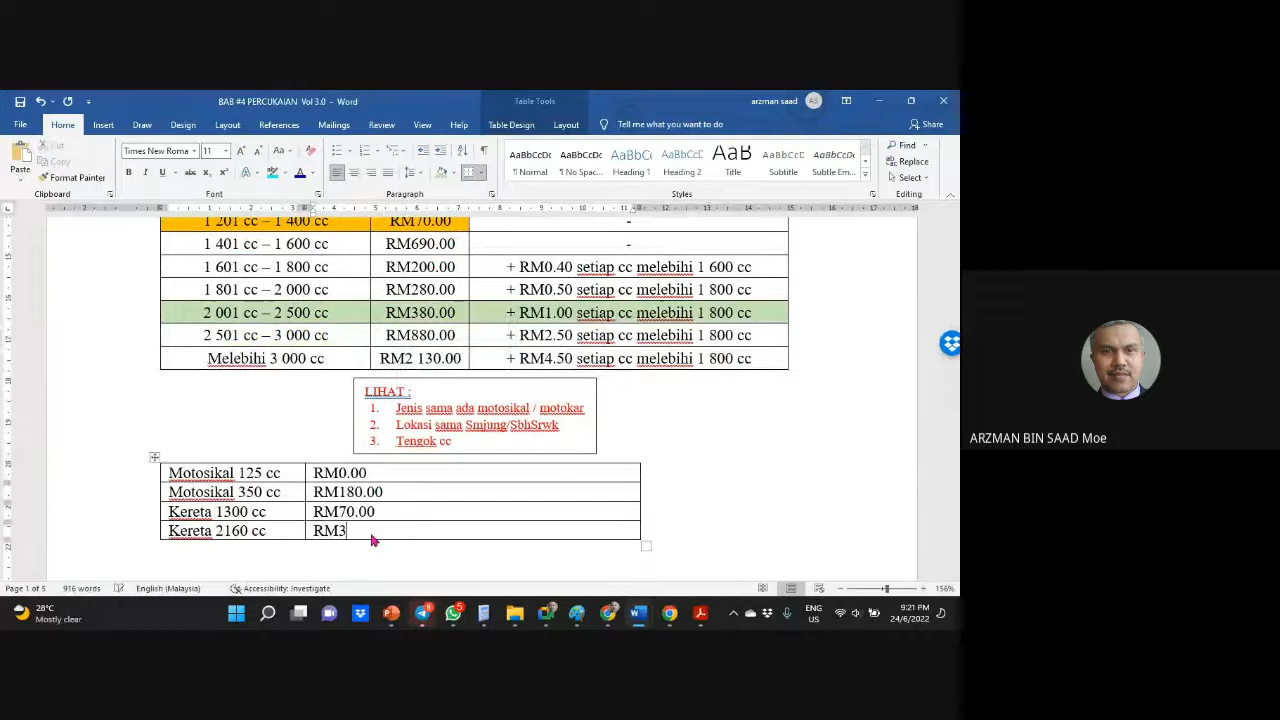 BAB #4 PERCUKAIAN Vol 3.0 - Word
Table Tools
arzman saad
AS
File Home Insert Draw Design Layout References Mailings Review View Help Table Design Layout Tell me what you want to do Share
Paste
Cut
Copy
Format Painter
Clipboard
Times New Roma 11
Font
Paragraph
AaBbCcDc AaBbCcDc AaBbCc AaBbCcC AaB AaBbCcC AaBbCcDc
¶ Normal ¶ No Spac... Heading 1 Heading 2 Title Subtitle Subtle Em...
Styles
Find
Replace
Select
Editing
1 201 cc – 1 400 cc RM70.00 -
1 401 cc – 1 600 cc RM690.00 -
1 601 cc – 1 800 cc RM200.00 + RM0.40 setiap cc melebihi 1 600 cc
1 801 cc – 2 000 cc RM280.00 + RM0.50 setiap cc melebihi 1 800 cc
2 001 cc – 2 500 cc RM380.00 + RM1.00 setiap cc melebihi 1 800 cc
2 501 cc – 3 000 cc RM880.00 + RM2.50 setiap cc melebihi 1 800 cc
Melebihi 3 000 cc RM2 130.00 + RM4.50 setiap cc melebihi 1 800 cc
LIHAT :
1. Jenis sama ada motosikal / motokar
2. Lokasi sama Smjung/SbhSrwk
3. Tengok cc
Motosikal 125 cc RM0.00
Motosikal 350 cc RM180.00
Kereta 1300 cc RM70.00
Kereta 2160 cc RM3
ARZMAN BIN SAAD Moe
Page 1 of 5 916 words English (Malaysia) Accessibility: Investigate 156%
28°C
Mostly clear
ENG
US
9:21 PM
24/6/2022